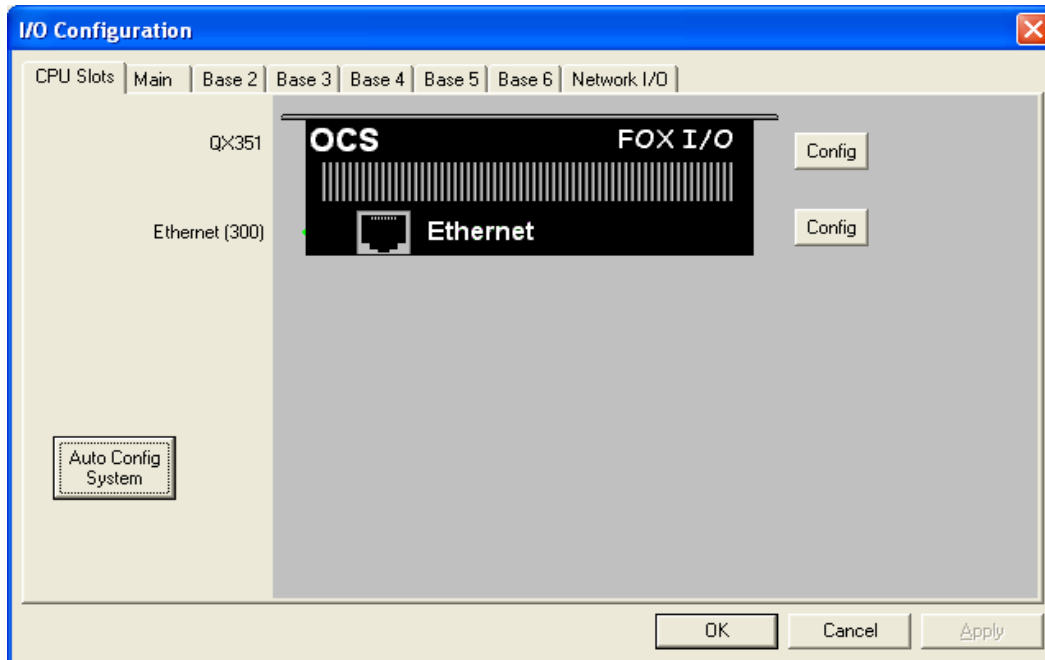 I/O Configuration
CPU Slots Main Base 2 Base 3 Base 4 Base 5 Base 6 Network I/O
QX351 OCS FOX I/O Config
Ethernet (300) Ethernet Config
Auto Config
System
OK Cancel Apply